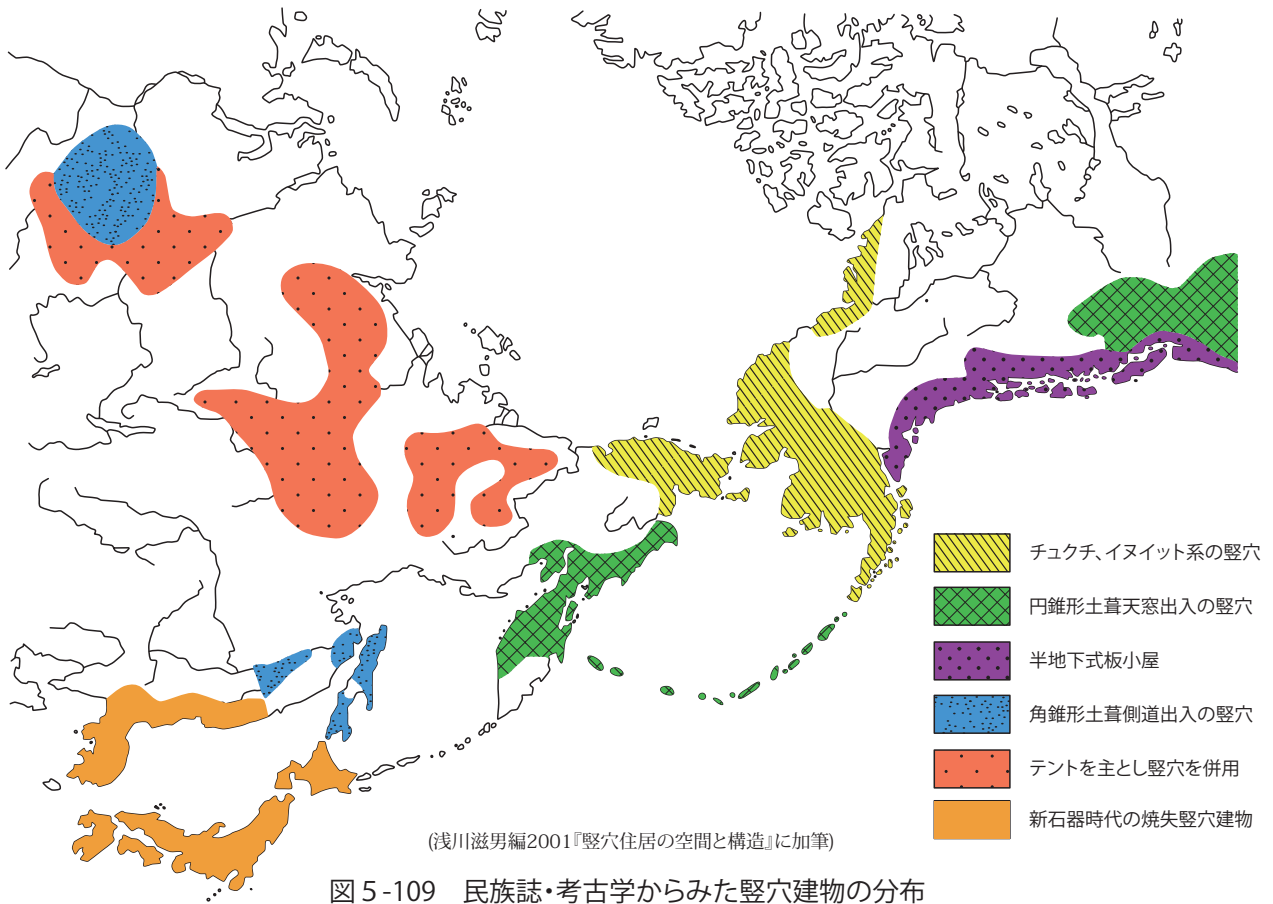 チュクチ、イヌイット系の竪穴
円錐形土葺天窓出入の竪穴
半地下式板小屋
角錐形土葺側道出入の竪穴
テントを主とし竪穴を併用
新石器時代の焼失竪穴建物
(浅川滋男編2001『竪穴住居の空間と構造』に加筆)
図5-109 民族誌・考古学からみた竪穴建物の分布